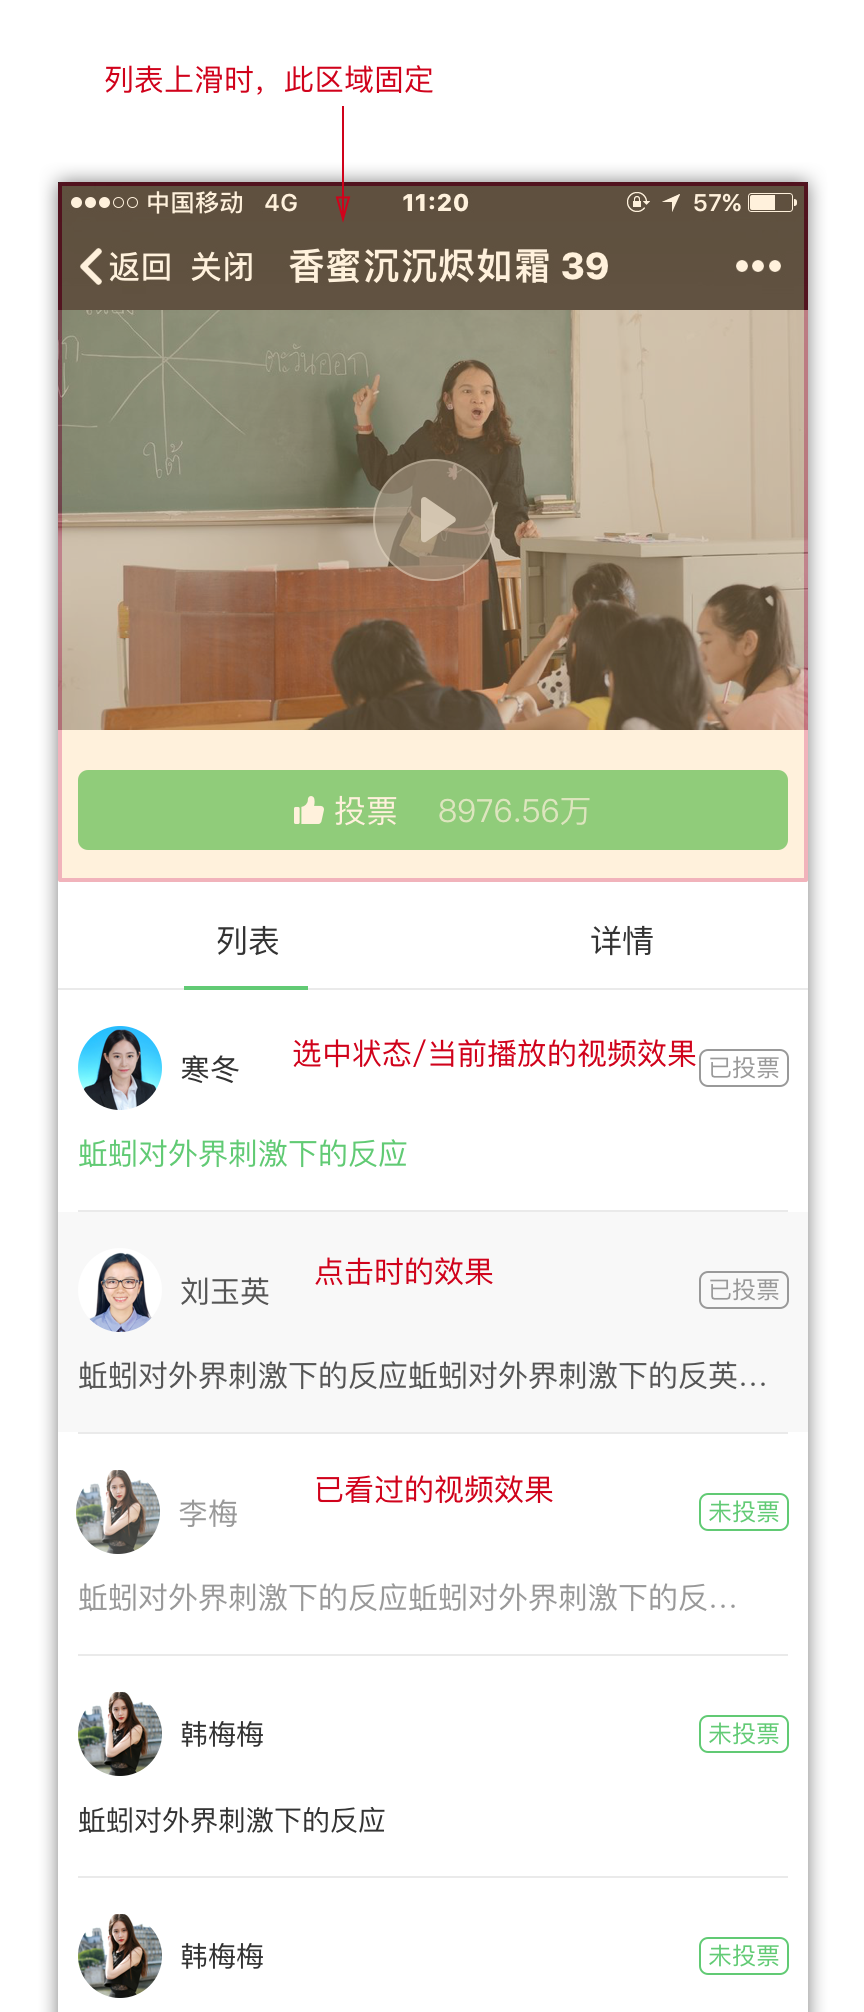 列表上滑时，此区域固定
中国移动 4G 11:20 57%
返回 关闭 香蜜沉沉烬如霜 39
ตะวันออก
ใต้
投票 8976.56万
列表 详情
寒冬 选中状态/当前播放的视频效果 已投票
蚯蚓对外界刺激下的反应
刘玉英 点击时的效果 已投票
蚯蚓对外界刺激下的反应蚯蚓对外界刺激下的反英...
李梅 已看过的视频效果 未投票
蚯蚓对外界刺激下的反应蚯蚓对外界刺激下的反...
韩梅梅 未投票
蚯蚓对外界刺激下的反应
韩梅梅 未投票